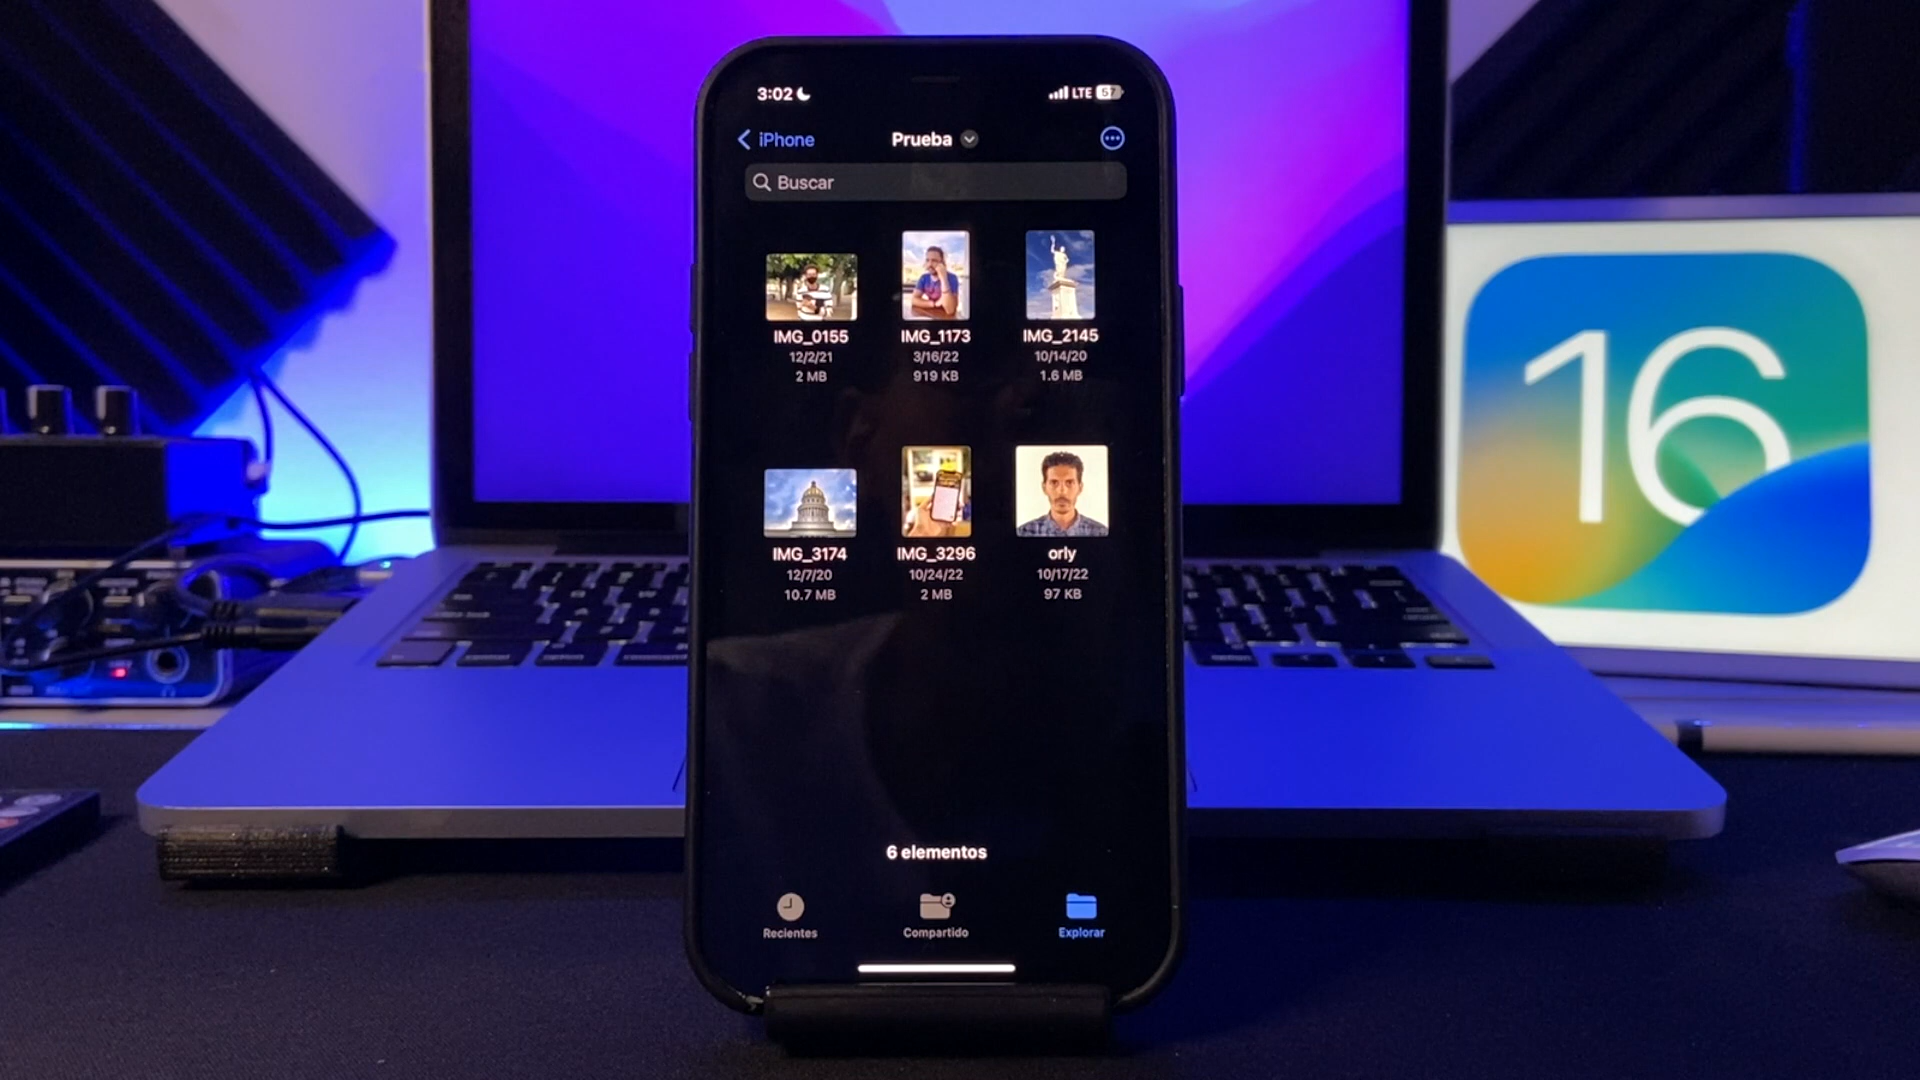 3:02
LTE 57
iPhone
Prueba
Buscar
IMG_0155
12/2/21
2 MB
IMG_1173
3/16/22
919 KB
IMG_2145
10/14/20
1.6 MB
IMG_3174
12/7/20
10.7 MB
IMG_3296
10/24/22
2 MB
orly
10/17/22
97 KB
6 elementos
Recientes
Compartido
Explorar
16